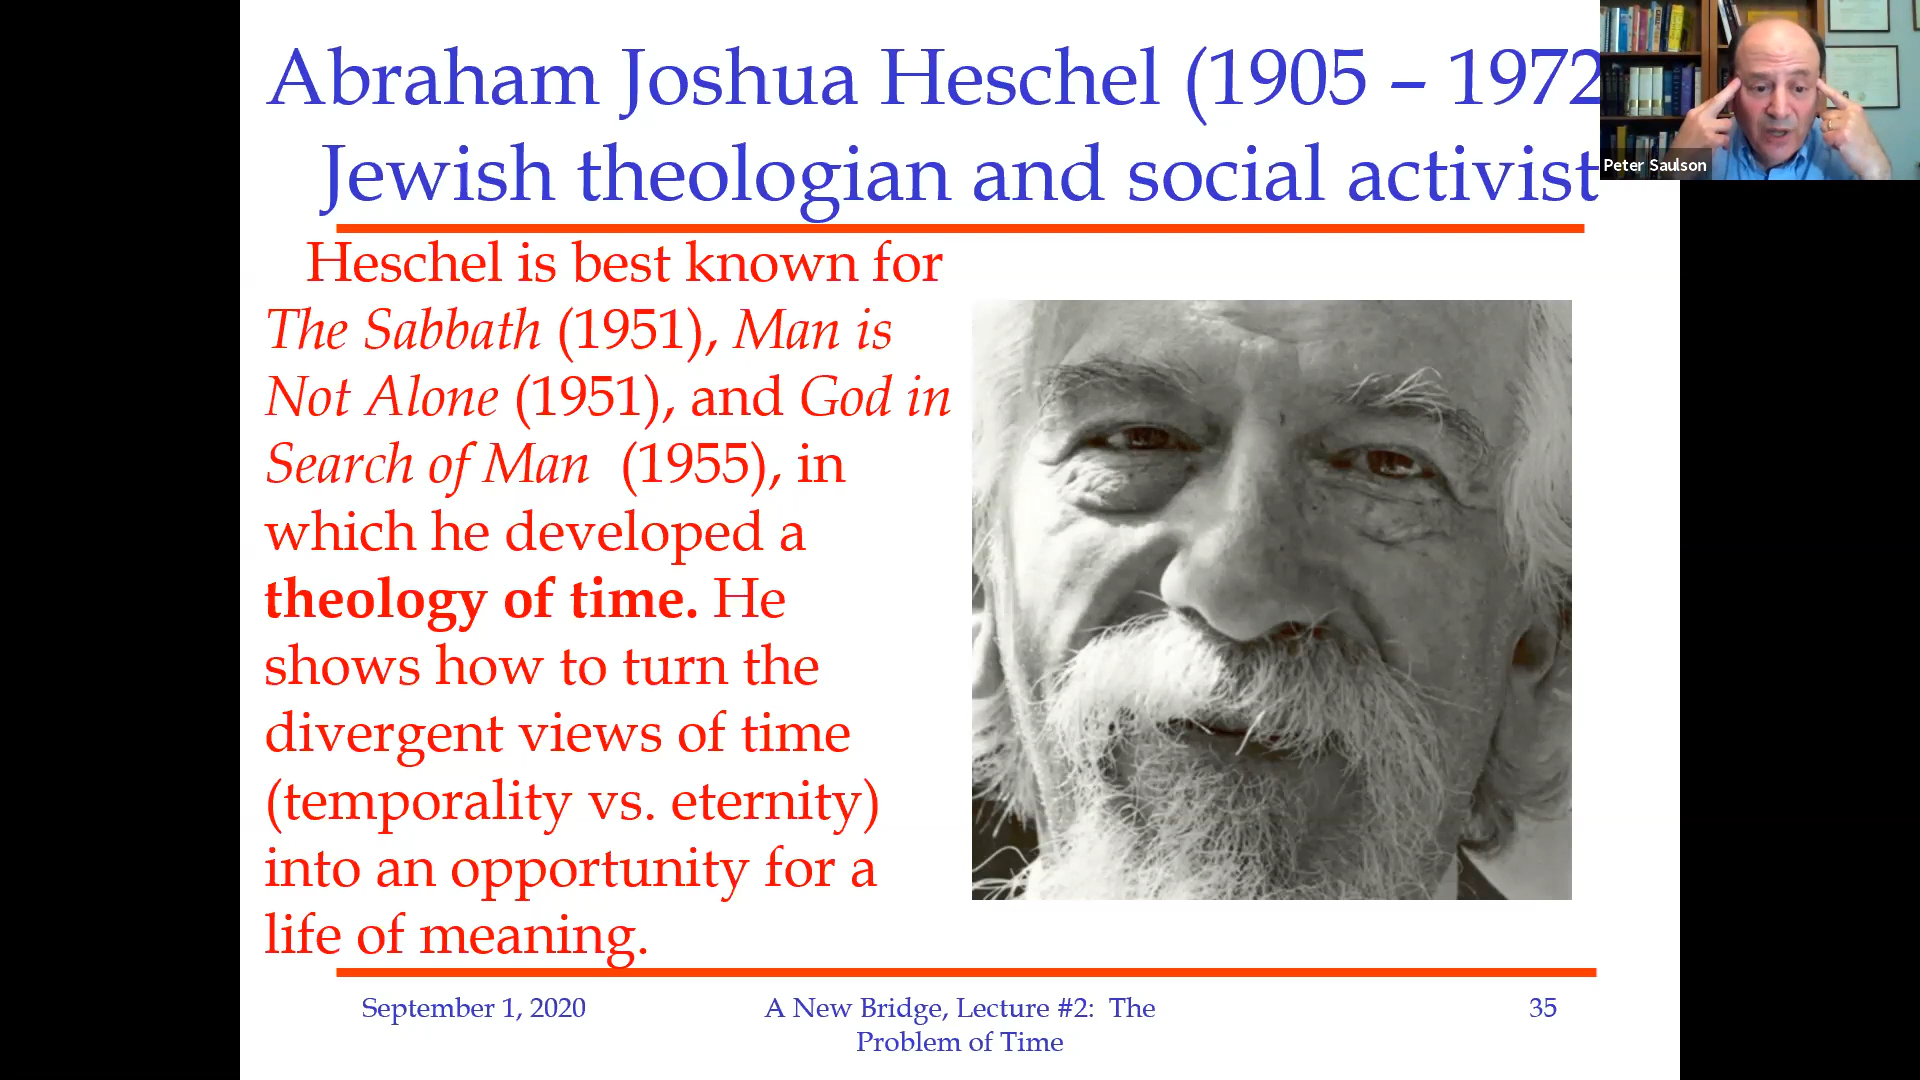 Abraham Joshua Heschel (1905 – 1972
Jewish theologian and social activist
Peter Saulson
Heschel is best known for
The Sabbath (1951), Man is
Not Alone (1951), and God in
Search of Man (1955), in
which he developed a
theology of time. He
shows how to turn the
divergent views of time
(temporality vs. eternity)
into an opportunity for a
life of meaning.
September 1, 2020
A New Bridge, Lecture #2: The
Problem of Time
35